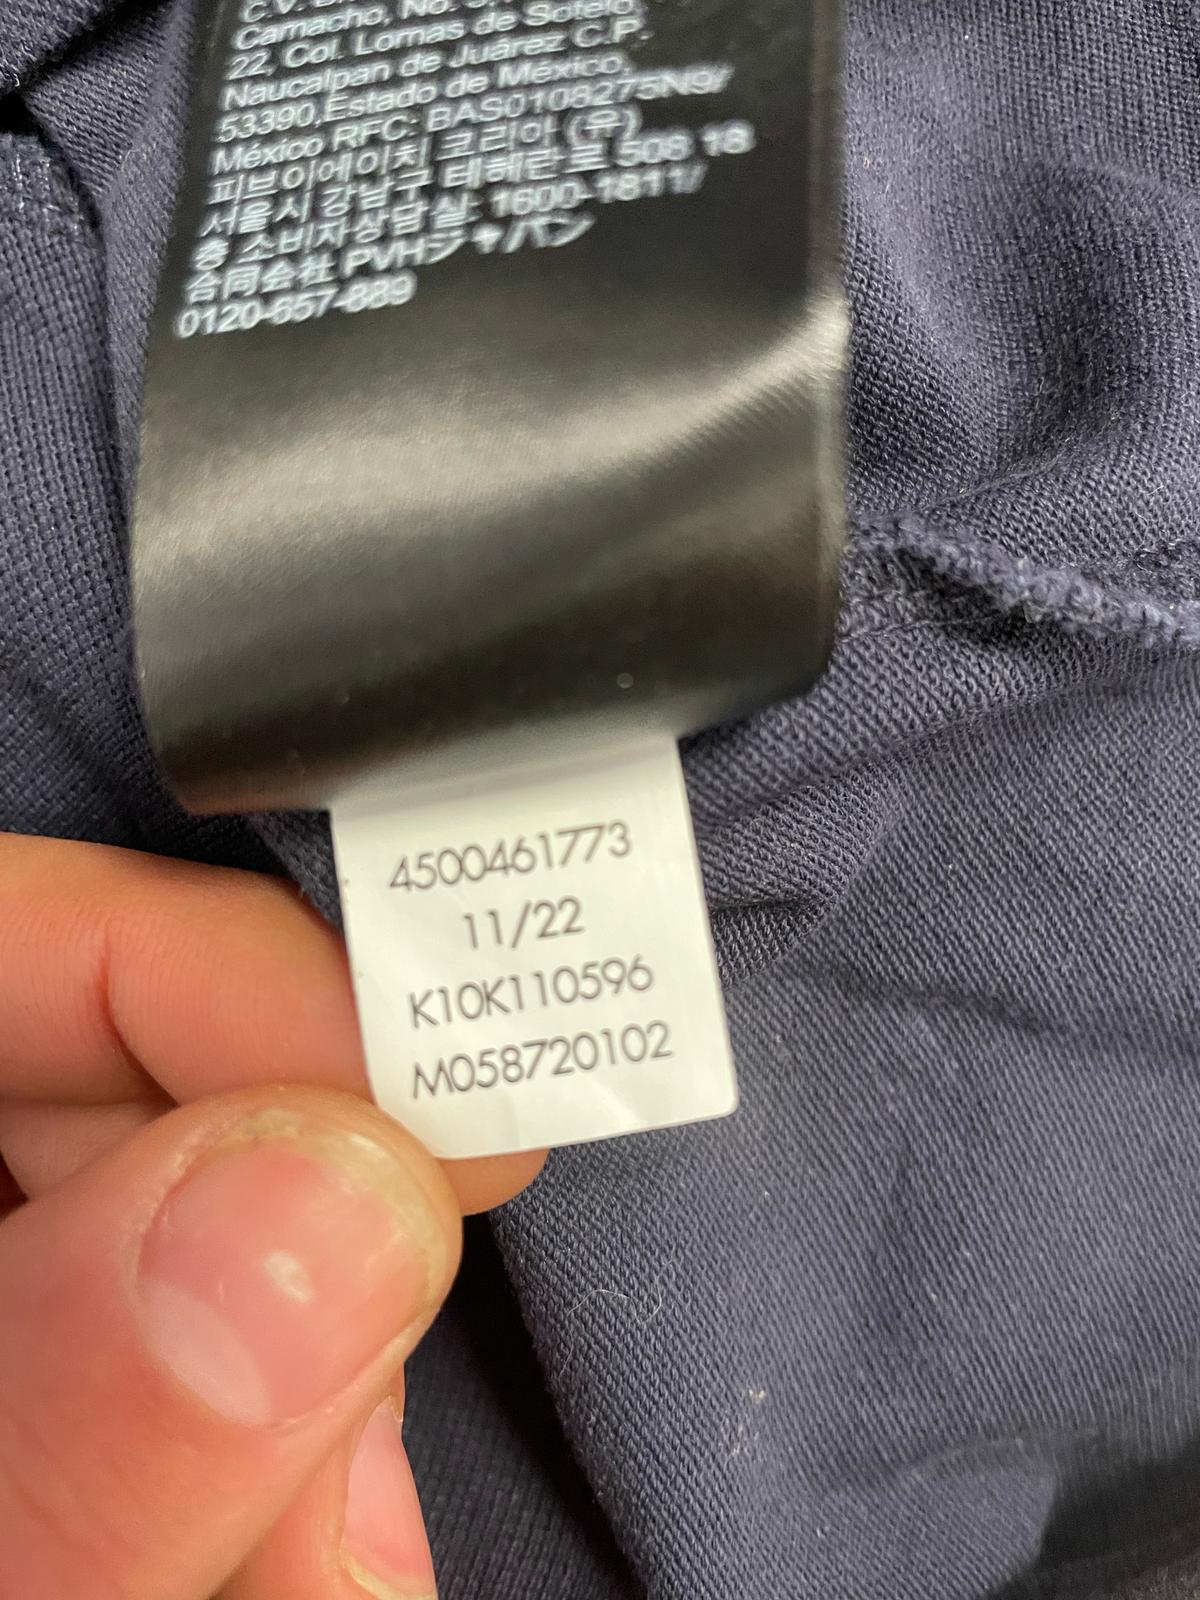 C.V.
Camacho, No.
22, Col. Lomas de Sotelo,
Naucalpan de Juárez C.P.
53390,Estado de México,
México RFC: BAS0108275N9/
피브이에이치 코리아 (유)
서울시 강남구 테헤란로 508 18
층 소비자상담실: 1600-1811/
合同会社 PVHジャパン
0120-657-889
4500461773
11/22
K10K110596
M058720102